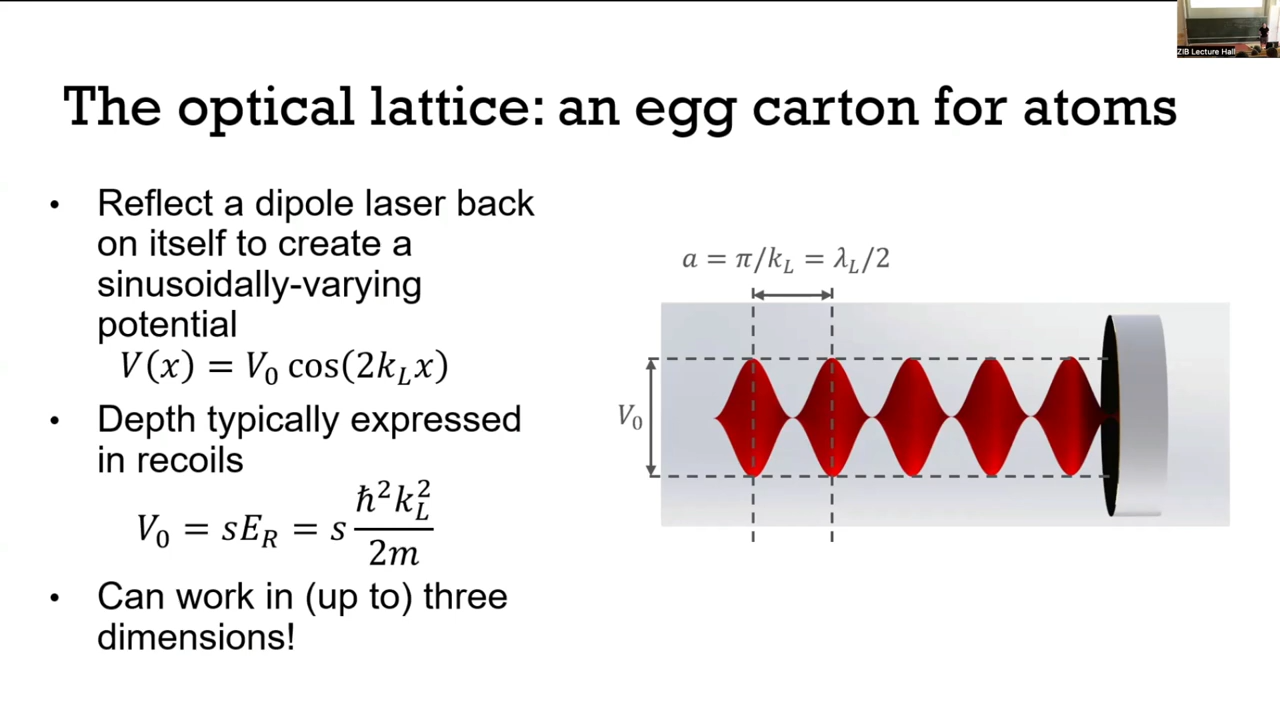 ZIB Lecture Hall
The optical lattice: an egg carton for atoms
• Reflect a dipole laser back
on itself to create a
sinusoidally-varying
potential
V(x) = V₀ cos(2k_L x)
• Depth typically expressed
in recoils
V₀ = sE_R = s ħ²k_L²/2m
• Can work in (up to) three
dimensions!
a = π/k_L = λ_L/2
V₀